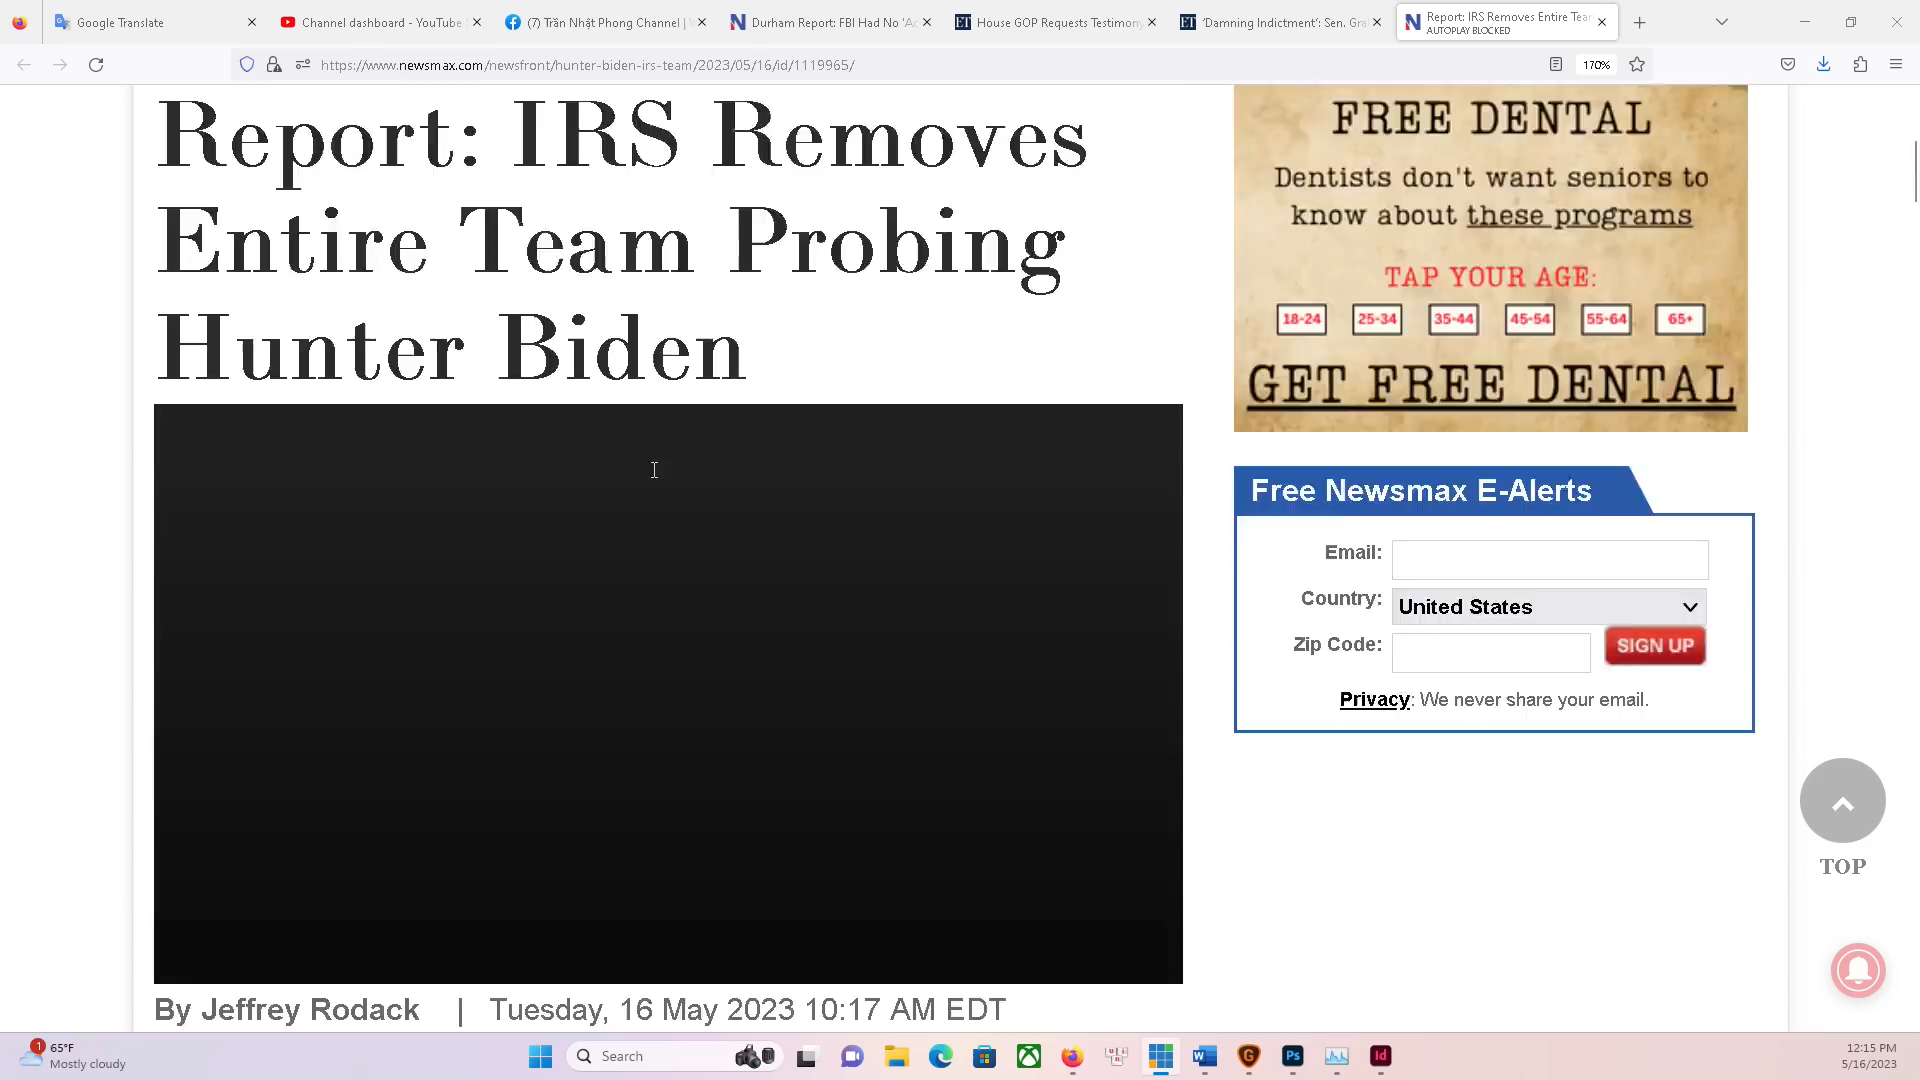 Google Translate
Channel dashboard - YouTube
(7) Trần Nhật Phong Channel |
Durham Report: FBI Had No 'Ac
House GOP Requests Testimony
'Damning Indictment': Sen. Gra
Report: IRS Removes Entire Tea
AUTOPLAY BLOCKED
https://www.newsmax.com/newsfront/hunter-biden-irs-team/2023/05/16/id/1119965/
170%
Report: IRS Removes
Entire Team Probing
Hunter Biden
By Jeffrey Rodack | Tuesday, 16 May 2023 10:17 AM EDT
FREE DENTAL
Dentists don't want seniors to
know about these programs
TAP YOUR AGE:
18-24 25-34 35-44 45-54 55-64 65+
GET FREE DENTAL
Free Newsmax E-Alerts
Email:
Country: United States
Zip Code: SIGN UP
Privacy: We never share your email.
TOP
1
65°F
Mostly cloudy
Search
12:15 PM
5/16/2023